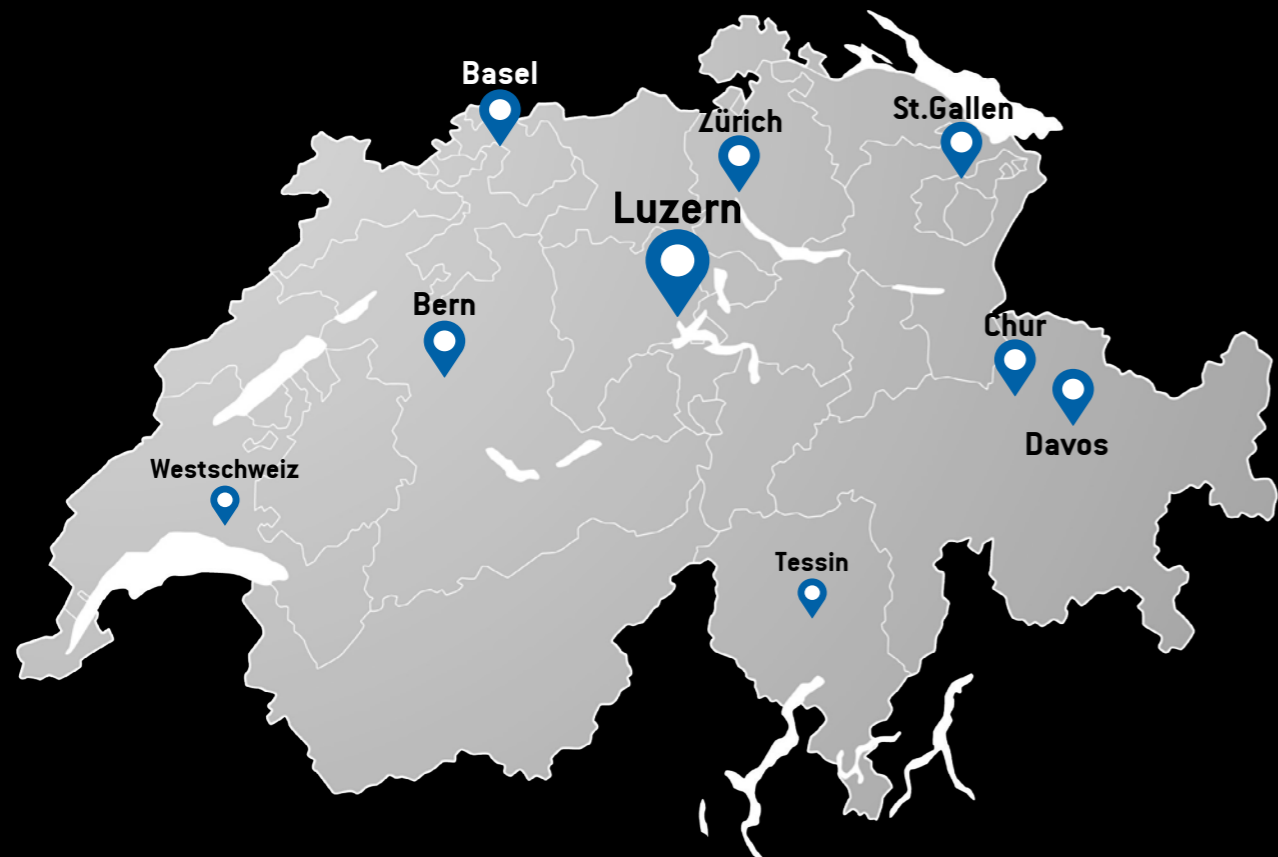 Basel
St.Gallen
Zürich
Luzern
Bern
Chur
Davos
Westschweiz
Tessin